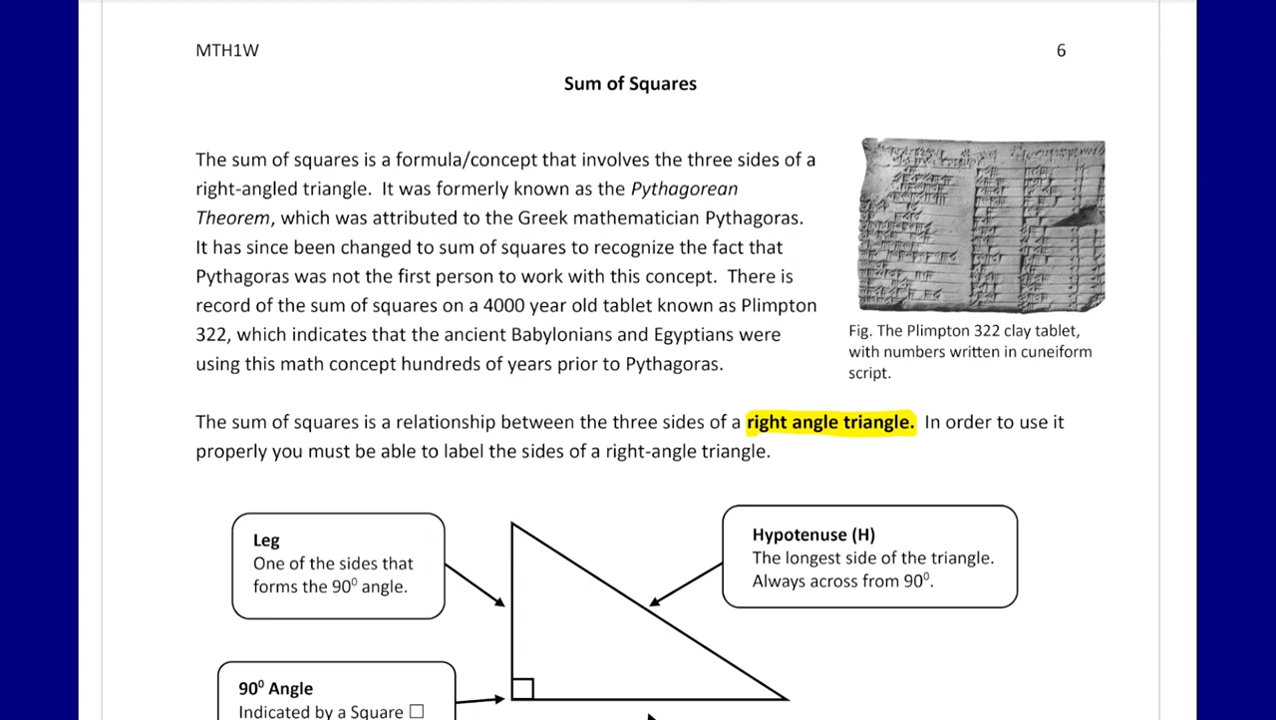 MTH1W
6
Sum of Squares
The sum of squares is a formula/concept that involves the three sides of a
right-angled triangle. It was formerly known as the Pythagorean
Theorem, which was attributed to the Greek mathematician Pythagoras.
It has since been changed to sum of squares to recognize the fact that
Pythagoras was not the first person to work with this concept. There is
record of the sum of squares on a 4000 year old tablet known as Plimpton
322, which indicates that the ancient Babylonians and Egyptians were
using this math concept hundreds of years prior to Pythagoras.
Fig. The Plimpton 322 clay tablet,
with numbers written in cuneiform
script.
The sum of squares is a relationship between the three sides of a right angle triangle. In order to use it
properly you must be able to label the sides of a right-angle triangle.
Leg
One of the sides that
forms the 90⁰ angle.
Hypotenuse (H)
The longest side of the triangle.
Always across from 90⁰.
90⁰ Angle
Indicated by a Square □